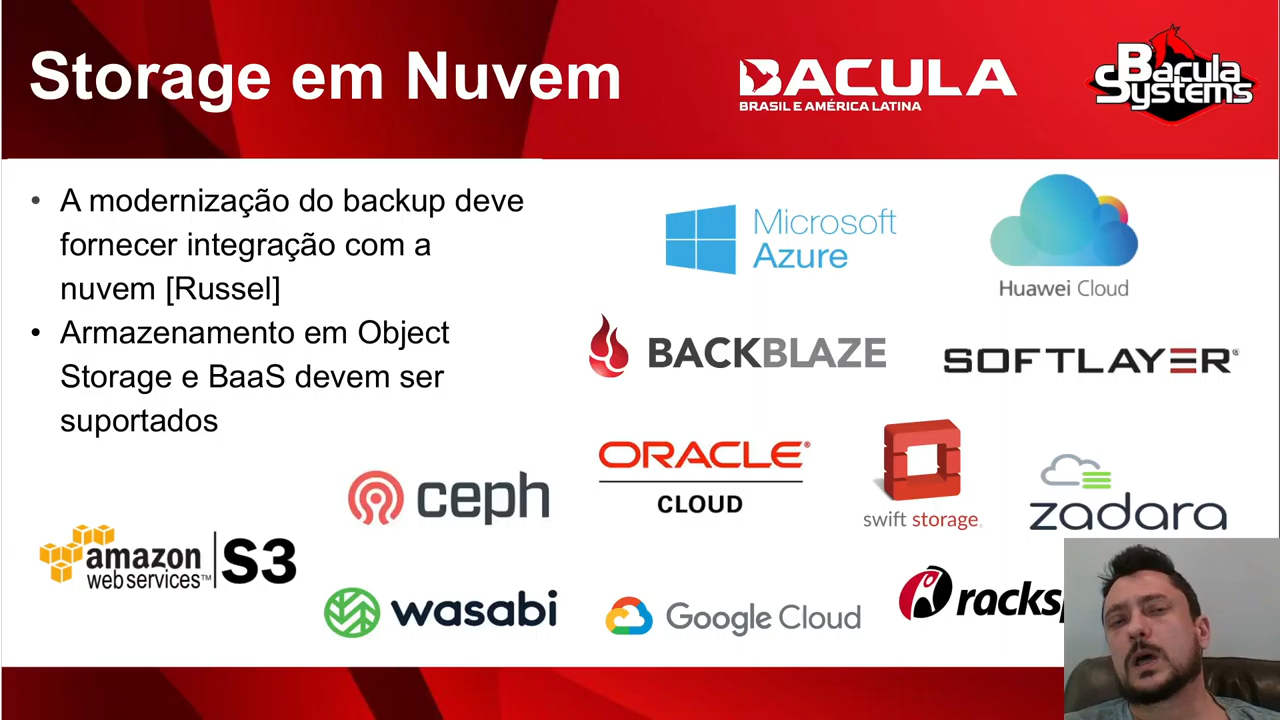 Storage em Nuvem
BACULA
BRASIL E AMÉRICA LATINA
Bacula
Systems
• A modernização do backup deve
fornecer integração com a
nuvem [Russel]
• Armazenamento em Object
Storage e BaaS devem ser
suportados
Microsoft
Azure
Huawei Cloud
BACKBLAZE
SOFTLAYER®
ORACLE®
CLOUD
swift storage
zadara
ceph
amazon
web services™
S3
wasabi
Google Cloud
racksp